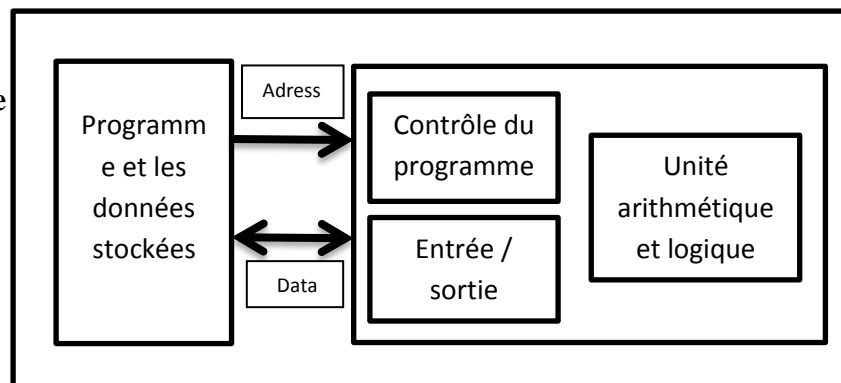 e
Programm
e et les
données
stockées
Adress
Data
Contrôle du
programme
Entrée /
sortie
Unité
arithmétique
et logique